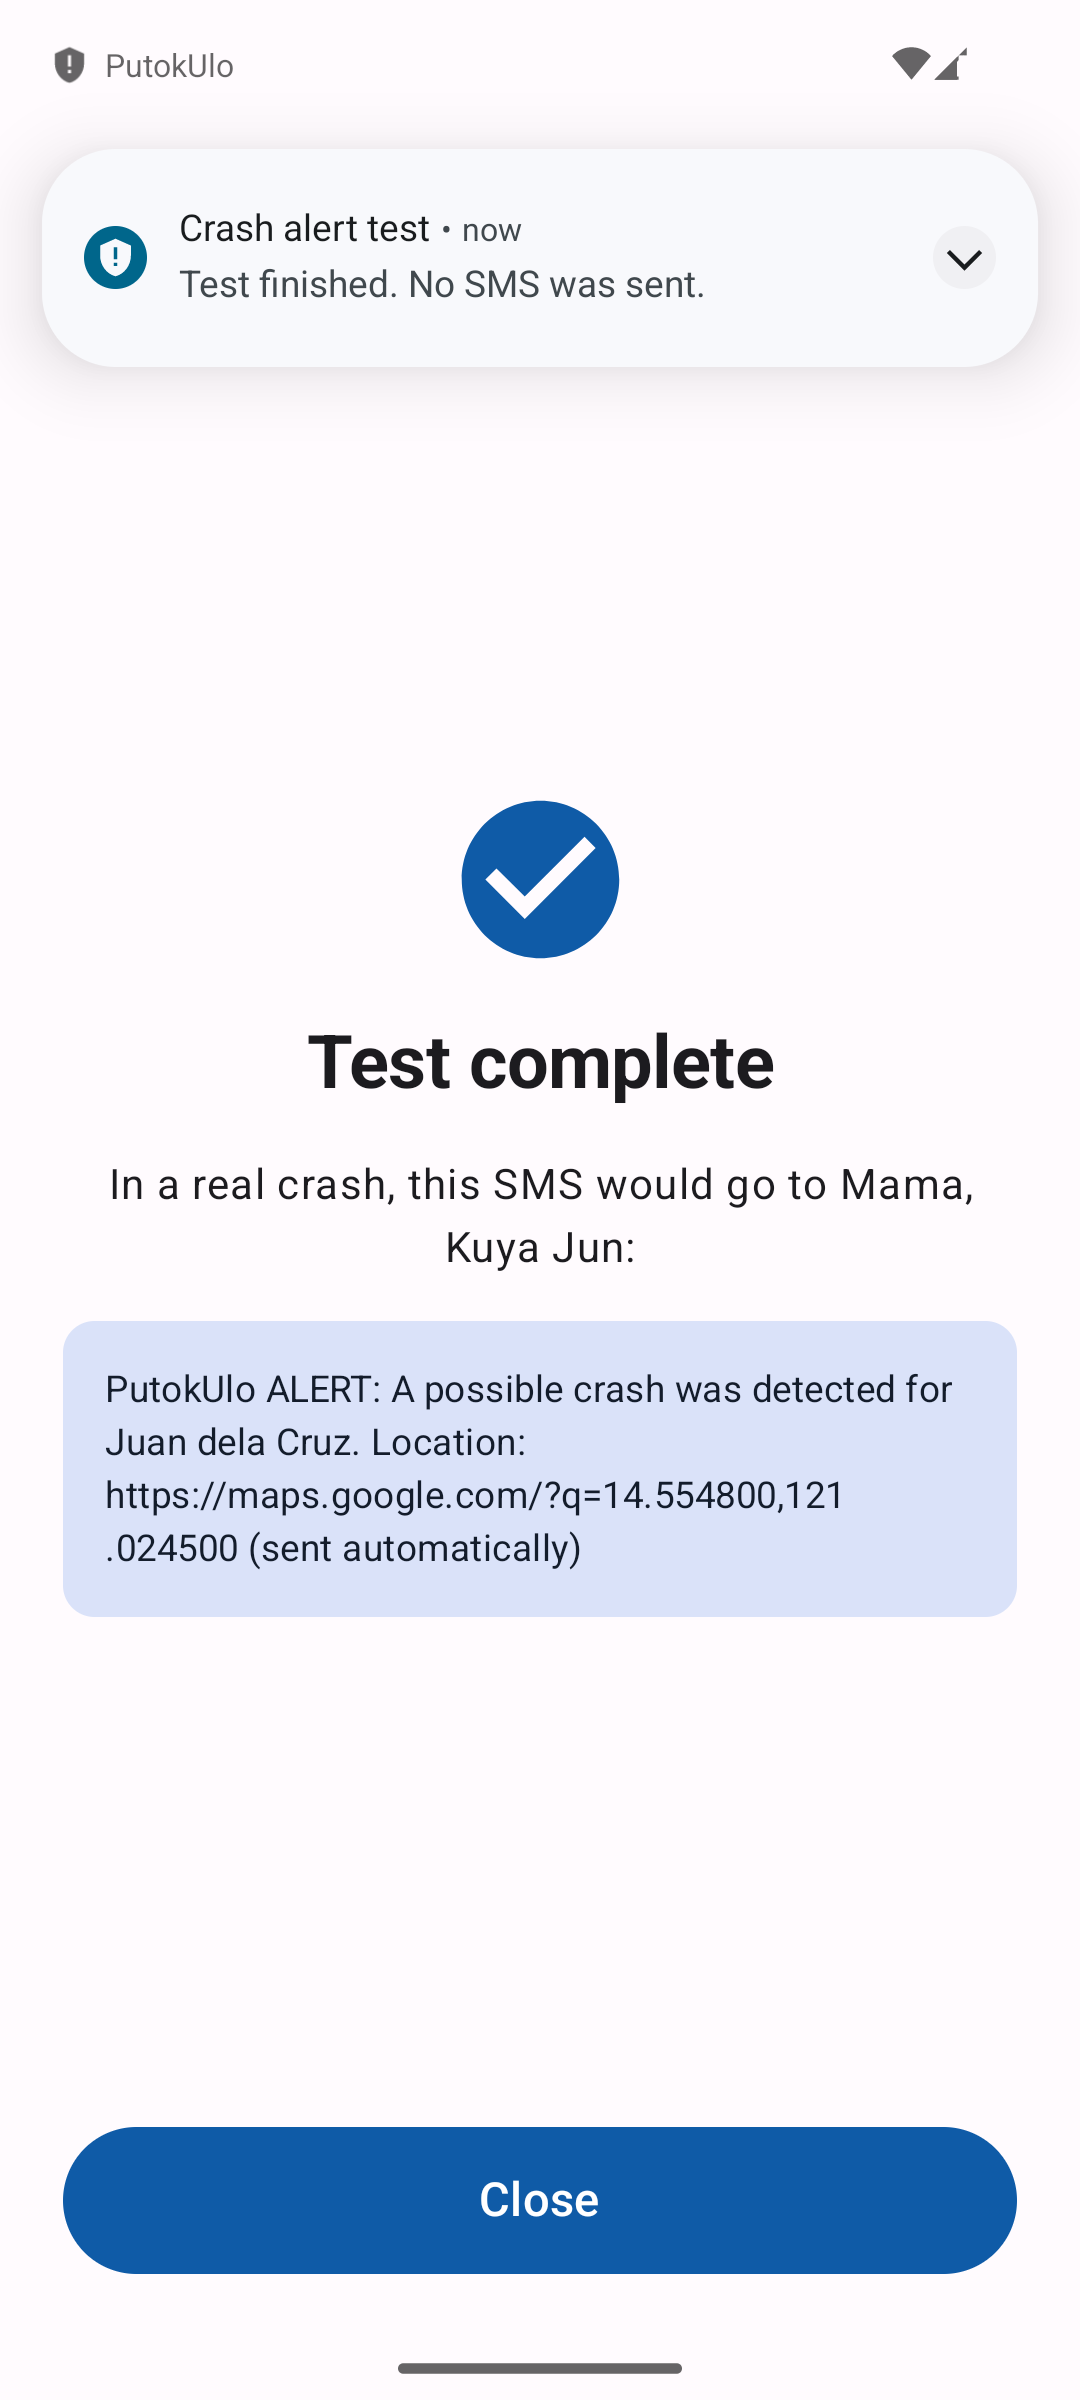 PutokUlo
Crash alert test • now
Test finished. No SMS was sent.
Test complete
In a real crash, this SMS would go to Mama,
Kuya Jun:
PutokUlo ALERT: A possible crash was detected for
Juan dela Cruz. Location:
https://maps.google.com/?q=14.554800,121
.024500 (sent automatically)
Close